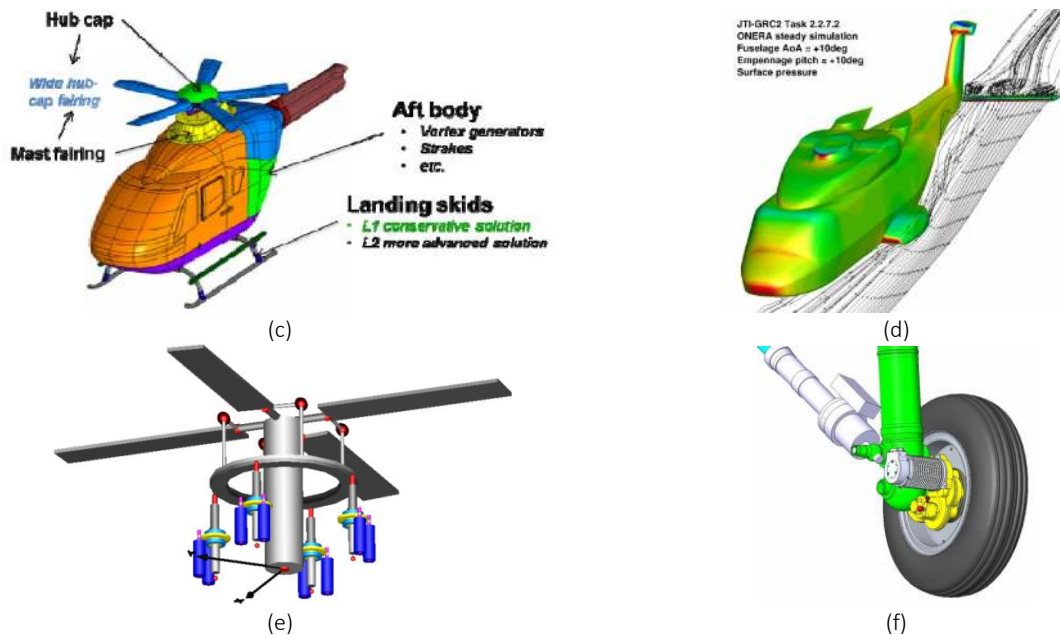 Hub cap
Wide hub-
cap fairing
Mast fairing
Aft body
• Vortex generators
• Strakes
• etc.
Landing skids
• L1 conservative solution
• L2 more advanced solution
(c)
JTI-GRC2 Task 2.2.7.2
ONERA steady simulation
Fuselage AoA = +10deg
Empennage pitch = +10deg
Surface pressure
(d)
Y
X
(e)
(f)